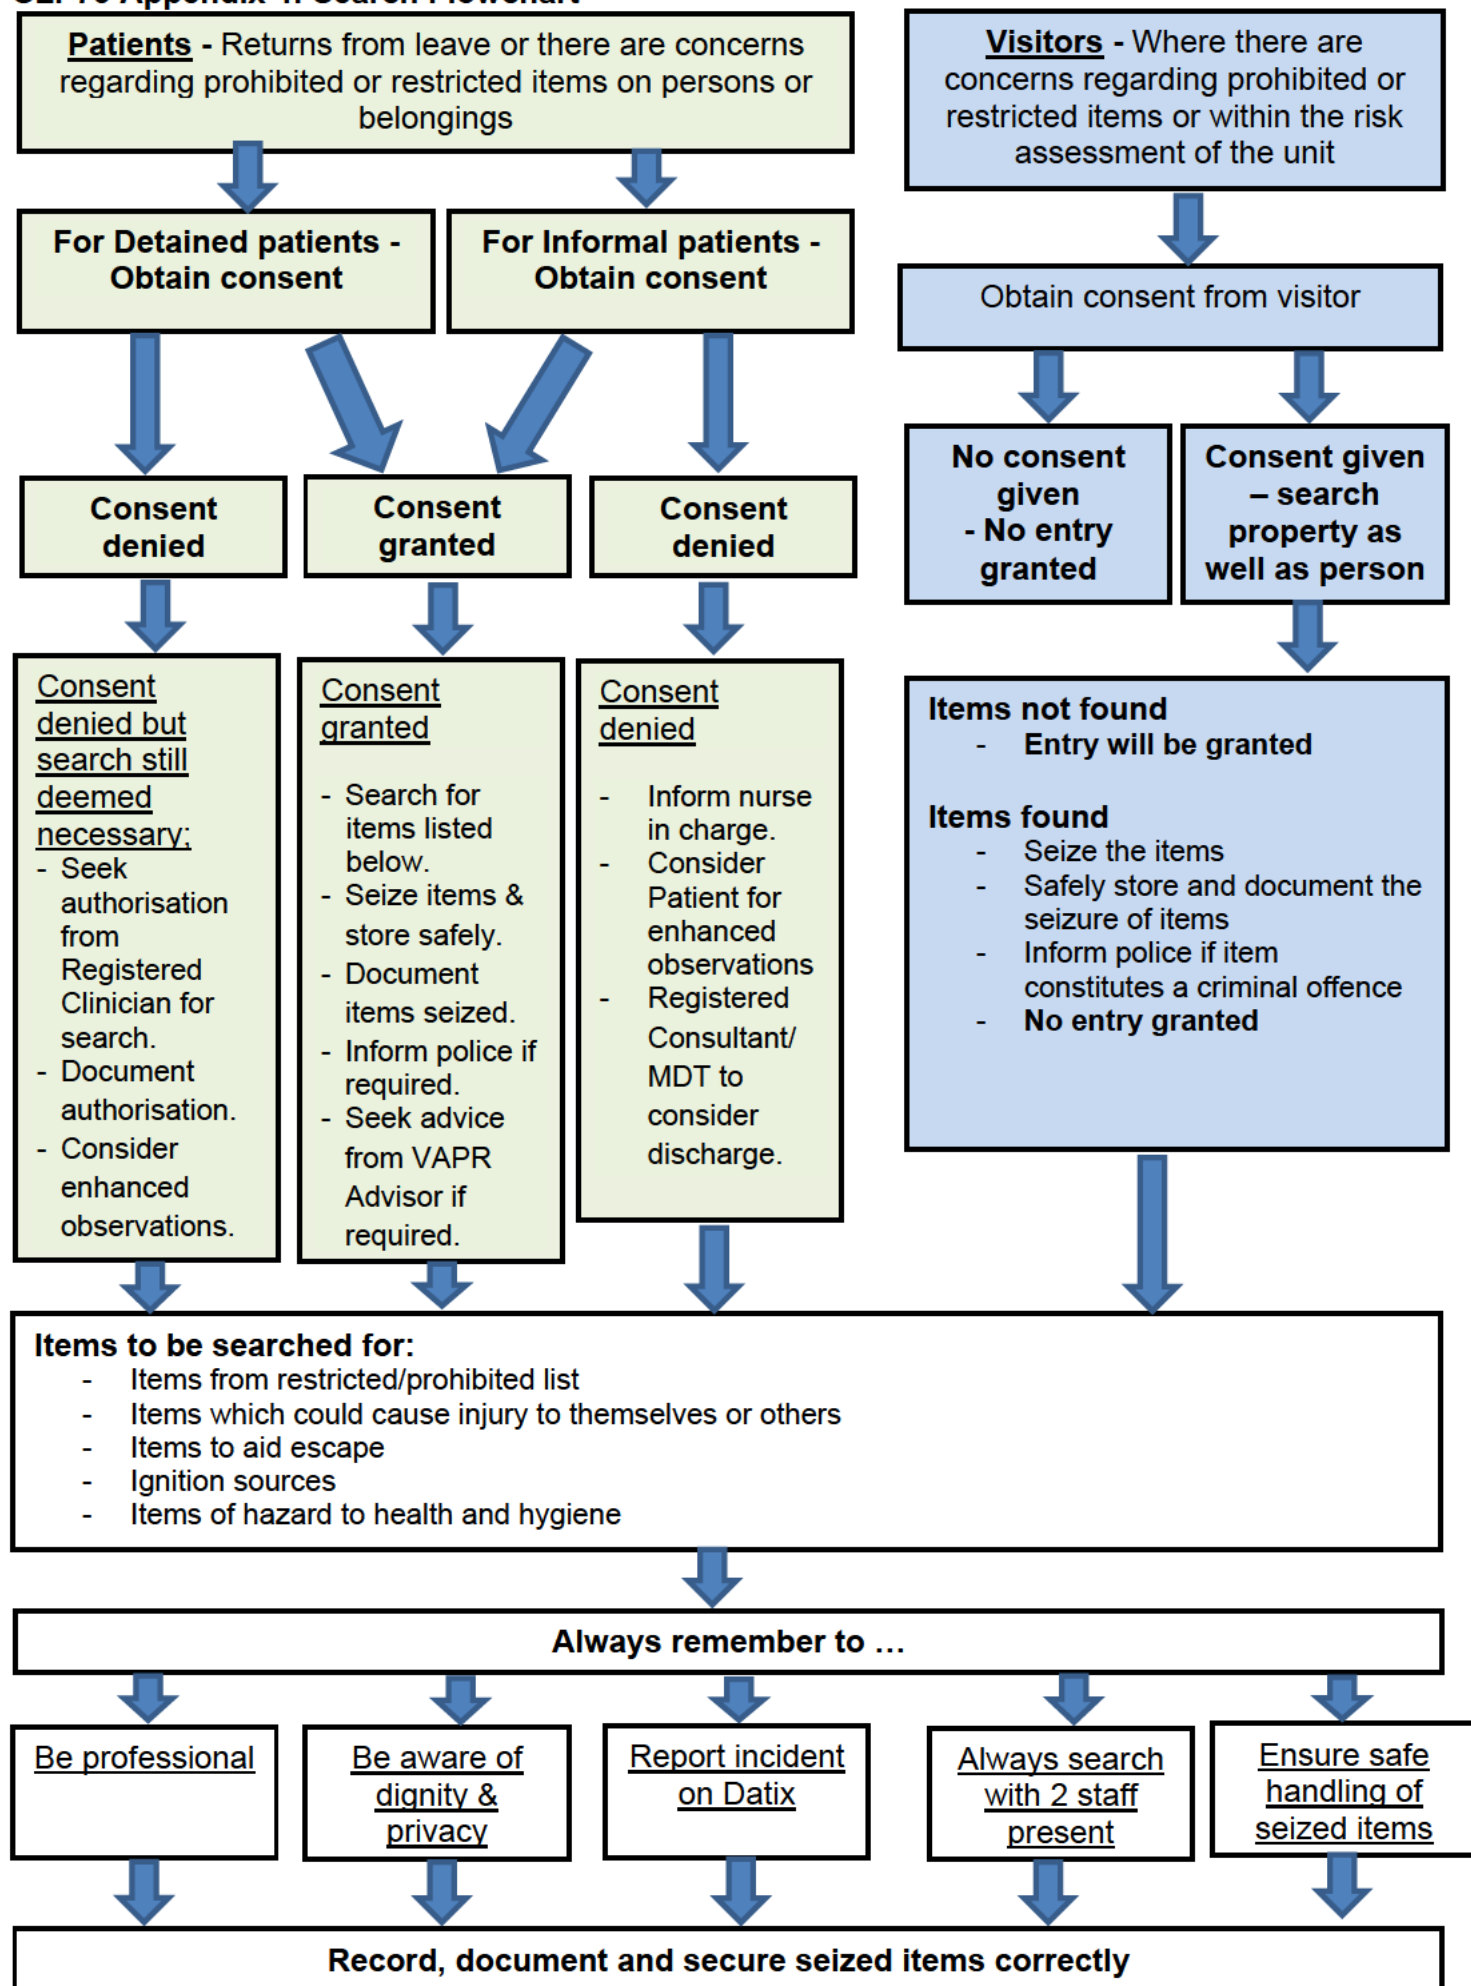 Patients - Returns from leave or there are concerns
regarding prohibited or restricted items on persons or
belongings
Visitors - Where there are
concerns regarding prohibited or
restricted items or within the risk
assessment of the unit
For Detained patients -
Obtain consent
For Informal patients -
Obtain consent
Obtain consent from visitor
Consent
denied
Consent
granted
Consent
denied
No consent
given
- No entry
granted
Consent given
– search
property as
well as person
Consent
denied but
search still
deemed
necessary;
- Seek
authorisation
from
Registered
Clinician for
search.
- Document
authorisation.
- Consider
enhanced
observations.
Consent
granted
- Search for
items listed
below.
- Seize items &
store safely.
- Document
items seized.
- Inform police if
required.
- Seek advice
from VAPR
Advisor if
required.
Consent
denied
- Inform nurse
in charge.
- Consider
Patient for
enhanced
observations
- Registered
Consultant/
MDT to
consider
discharge.
Items not found
- Entry will be granted
Items found
- Seize the items
- Safely store and document the
seizure of items
- Inform police if item
constitutes a criminal offence
- No entry granted
Items to be searched for:
- Items from restricted/prohibited list
- Items which could cause injury to themselves or others
- Items to aid escape
- Ignition sources
- Items of hazard to health and hygiene
Always remember to …
Be professional
Be aware of
dignity &
privacy
Report incident
on Datix
Always search
with 2 staff
present
Ensure safe
handling of
seized items
Record, document and secure seized items correctly